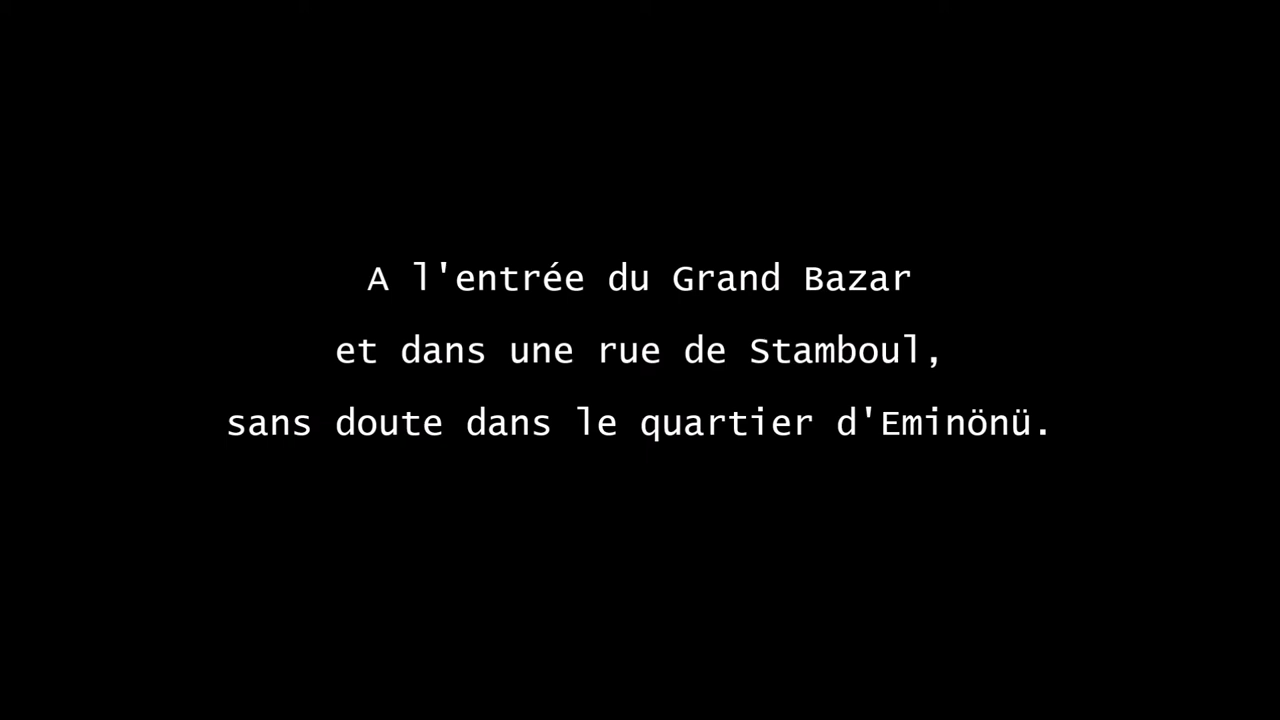 A l'entrée du Grand Bazar
et dans une rue de Stamboul,
sans doute dans le quartier d'Eminönü.